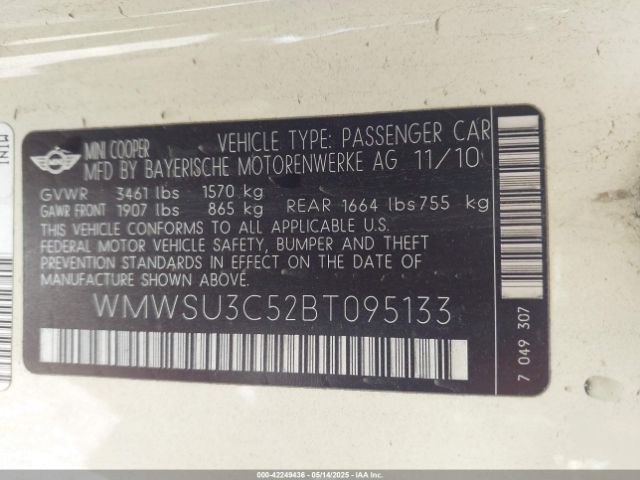 MINI COOPER VEHICLE TYPE: PASSENGER CAR
MFD BY BAYERISCHE MOTORENWERKE AG 11/10
GVWR 3461 lbs 1570 kg
GAWR FRONT 1907 lbs 865 kg REAR 1664 lbs 755 kg
THIS VEHICLE CONFORMS TO ALL APPLICABLE U.S.
FEDERAL MOTOR VEHICLE SAFETY, BUMPER AND THEFT
PREVENTION STANDARDS IN EFFECT ON THE DATE OF
MANUFACTURE SHOWN ABOVE.
WMWSU3C52BT095133
7 049 307
MINI
000-42249436 - 05/14/2025 - IAAI.COM